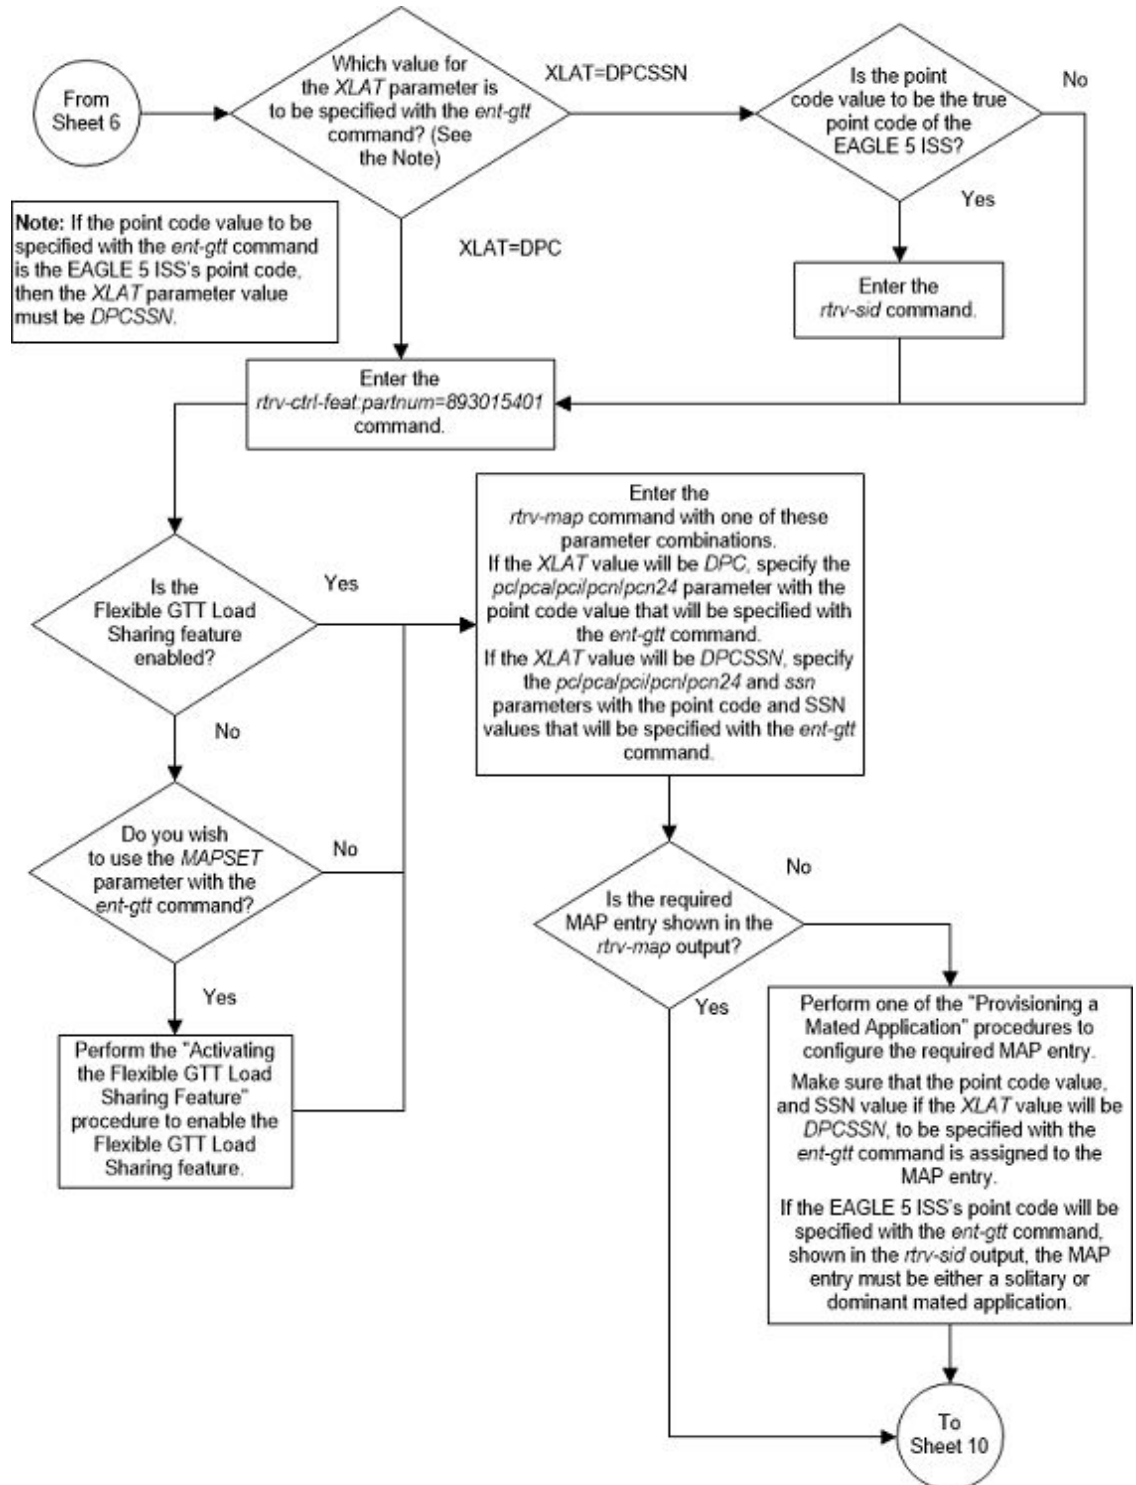 From
Sheet 6
Which value for
the XLAT parameter is
to be specified with the ent-gtt
command? (See
the Note)
XLAT=DPCSSN
Is the point
code value to be the true
point code of the
EAGLE 5 ISS?
No
Yes
Note: If the point code value to be
specified with the ent-gtt command
is the EAGLE 5 ISS's point code,
then the XLAT parameter value
must be DPCSSN.
XLAT=DPC
Enter the
rtrv-sid command.
Enter the
rtrv-ctrl-feat:partnum=893015401
command.
Is the
Flexible GTT Load
Sharing feature
enabled?
Yes
No
Enter the
rtrv-map command with one of these
parameter combinations.
If the XLAT value will be DPC, specify the
pc/pca/pci/pcn/pcn24 parameter with the
point code value that will be specified with
the ent-gtt command.
If the XLAT value will be DPCSSN, specify
the pc/pca/pci/pcn/pcn24 and ssn
parameters with the point code and SSN
values that will be specified with the ent-gtt
command.
Do you wish
to use the MAPSET
parameter with the
ent-gtt command?
No
Yes
Perform the "Activating
the Flexible GTT Load
Sharing Feature"
procedure to enable the
Flexible GTT Load
Sharing feature.
Is the required
MAP entry shown in the
rtrv-map output?
No
Yes
Perform one of the "Provisioning a
Mated Application" procedures to
configure the required MAP entry.
Make sure that the point code value,
and SSN value if the XLAT value will be
DPCSSN, to be specified with the
ent-gtt command is assigned to the
MAP entry.
If the EAGLE 5 ISS's point code will be
specified with the ent-gtt command,
shown in the rtrv-sid output, the MAP
entry must be either a solitary or
dominant mated application.
To
Sheet 10